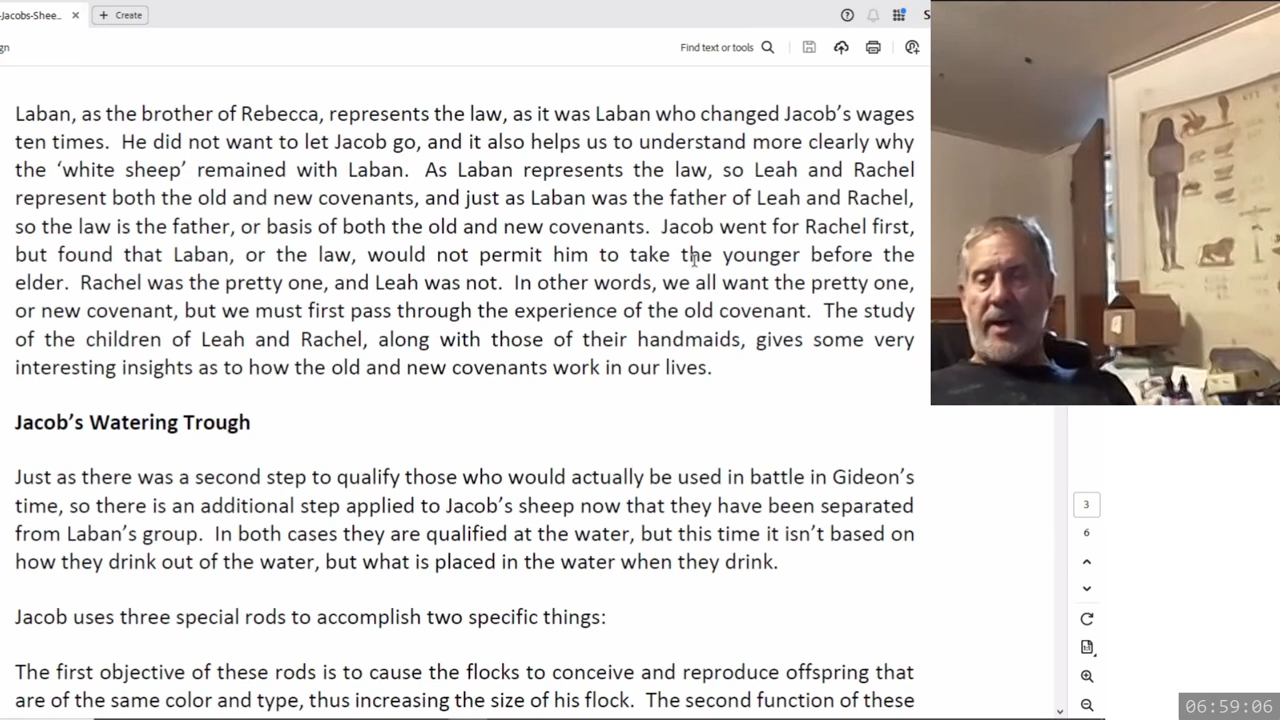 -Jacobs-Shee...
Create
gn
Find text or tools
Laban, as the brother of Rebecca, represents the law, as it was Laban who changed Jacob’s wages
ten times. He did not want to let Jacob go, and it also helps us to understand more clearly why
the ‘white sheep’ remained with Laban. As Laban represents the law, so Leah and Rachel
represent both the old and new covenants, and just as Laban was the father of Leah and Rachel,
so the law is the father, or basis of both the old and new covenants. Jacob went for Rachel first,
but found that Laban, or the law, would not permit him to take the younger before the
elder. Rachel was the pretty one, and Leah was not. In other words, we all want the pretty one,
or new covenant, but we must first pass through the experience of the old covenant. The study
of the children of Leah and Rachel, along with those of their handmaids, gives some very
interesting insights as to how the old and new covenants work in our lives.
Jacob’s Watering Trough
Just as there was a second step to qualify those who would actually be used in battle in Gideon’s
time, so there is an additional step applied to Jacob’s sheep now that they have been separated
from Laban’s group. In both cases they are qualified at the water, but this time it isn’t based on
how they drink out of the water, but what is placed in the water when they drink.
Jacob uses three special rods to accomplish two specific things:
The first objective of these rods is to cause the flocks to conceive and reproduce offspring that
are of the same color and type, thus increasing the size of his flock. The second function of these
3
6
06:59:06